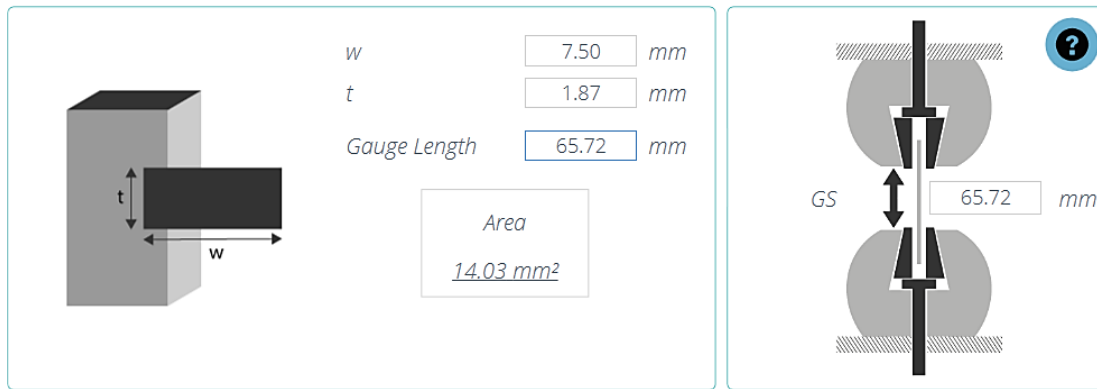 w 7.50 mm
t 1.87 mm
Gauge Length 65.72 mm
t
w
Area
14.03 mm²
?
GS 65.72 mm